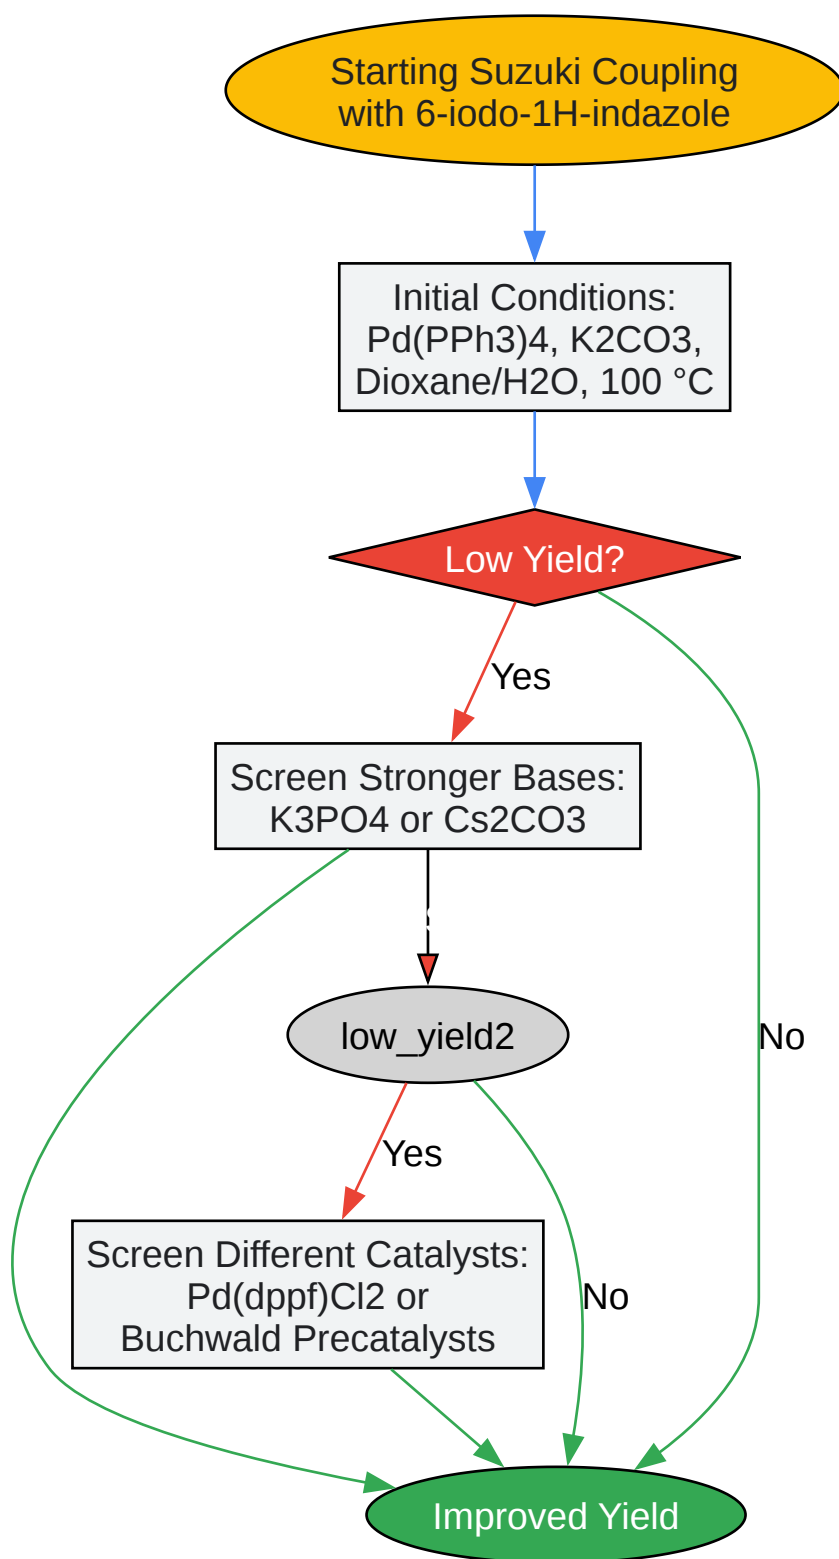 Starting Suzuki Coupling
with 6-iodo-1H-indazole
Initial Conditions:
Pd(PPh3)4, K2CO3,
Dioxane/H2O, 100 °C
Low Yield?
Yes
Screen Stronger Bases:
K3PO4 or Cs2CO3
low_yield2
No
Yes
Screen Different Catalysts:
Pd(dppf)Cl2 or
Buchwald Precatalysts
No
Improved Yield